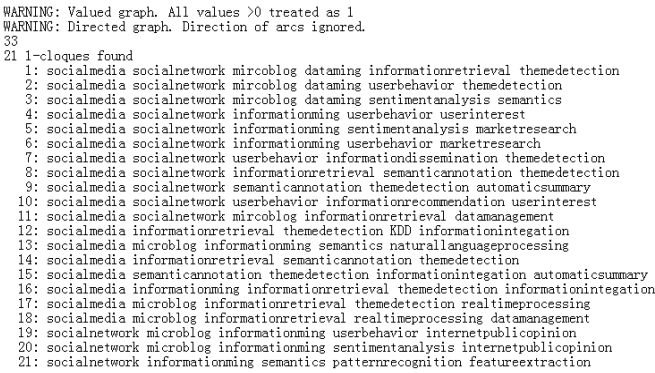 WARNING: Valued graph. All values >0 treated as 1
WARNING: Directed graph. Direction of arcs ignored.
33
21 1-cloques found
1: socialmedia socialnetwork mircoblog dataming informationretrieval themedetection
2: socialmedia socialnetwork mircoblog dataming userbehavior themedetection
3: socialmedia socialnetwork mircoblog dataming sentimentanalysis semantics
4: socialmedia socialnetwork informationming userbehavior userinterest
5: socialmedia socialnetwork informationming sentimentanalysis marketresearch
6: socialmedia socialnetwork informationming userbehavior marketresearch
7: socialmedia socialnetwork userbehavior informationdissemination themedetection
8: socialmedia socialnetwork informationretrieval semanticannotation themedetection
9: socialmedia socialnetwork semanticannotation themedetection automaticsummary
10: socialmedia socialnetwork userbehavior informationrecommendation userinterest
11: socialmedia socialnetwork mircoblog informationretrieval datamanagement
12: socialmedia informationretrieval themedetection KDD informationintegation
13: socialmedia microblog informationming semantics naturallanguageprocessing
14: socialmedia informationretrieval semanticannotation themedetection
15: socialmedia semanticannotation themedetection informationintegation automaticsummary
16: socialmedia informationming informationretrieval themedetection informationintegation
17: socialmedia microblog informationretrieval themedetection realtimeprocessing
18: socialmedia microblog informationretrieval realtimeprocessing datamanagement
19: socialnetwork microblog informationming userbehavior internetpublicopinion
20: socialnetwork microblog informationming sentimentanalysis internetpublicopinion
21: socialnetwork informationming semantics patternrecognition featureextraction